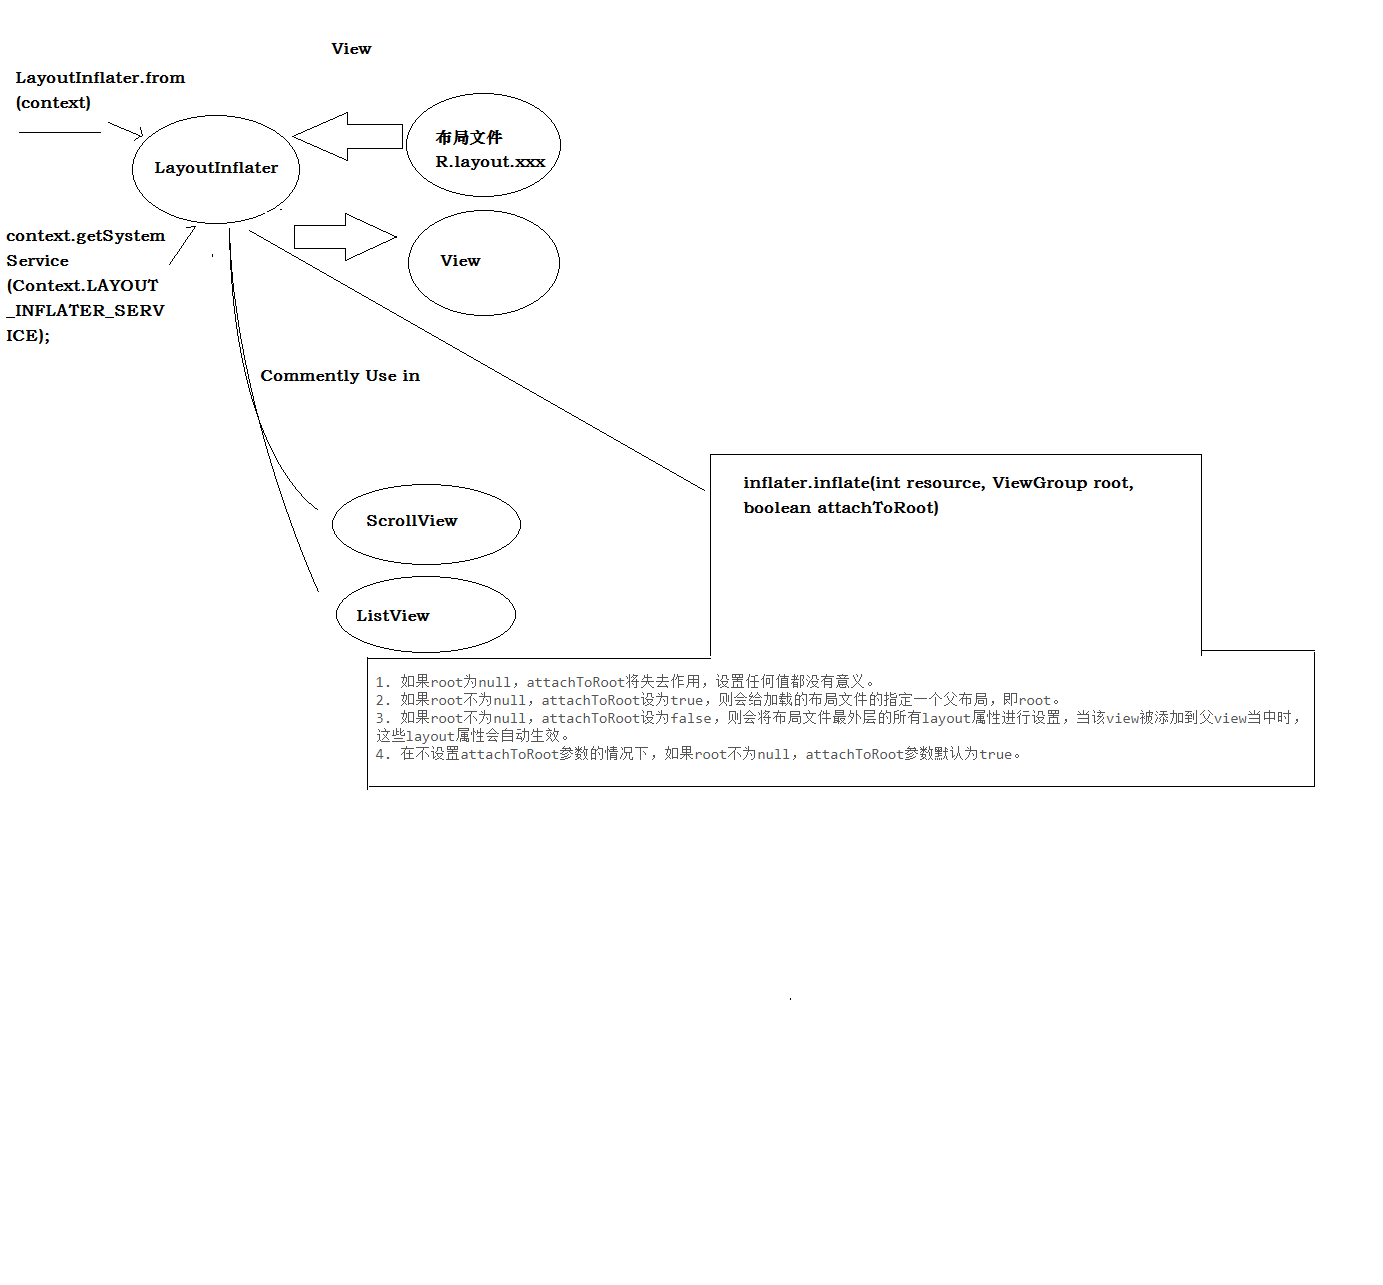 View
LayoutInflater.from
(context)
布局文件
R.layout.xxx
LayoutInflater
context.getSystem
Service
(Context.LAYOUT
_INFLATER_SERV
ICE);
View
Commently Use in
inflater.inflate(int resource, ViewGroup root,
boolean attachToRoot)
ScrollView
ListView
1. 如果root为null，attachToRoot将失去作用，设置任何值都没有意义。
2. 如果root不为null，attachToRoot设为true，则会给加载的布局文件的指定一个父布局，即root。
3. 如果root不为null，attachToRoot设为false，则会将布局文件最外层的所有layout属性进行设置，当该view被添加到父view当中时，
这些layout属性会自动生效。
4. 在不设置attachToRoot参数的情况下，如果root不为null，attachToRoot参数默认为true。